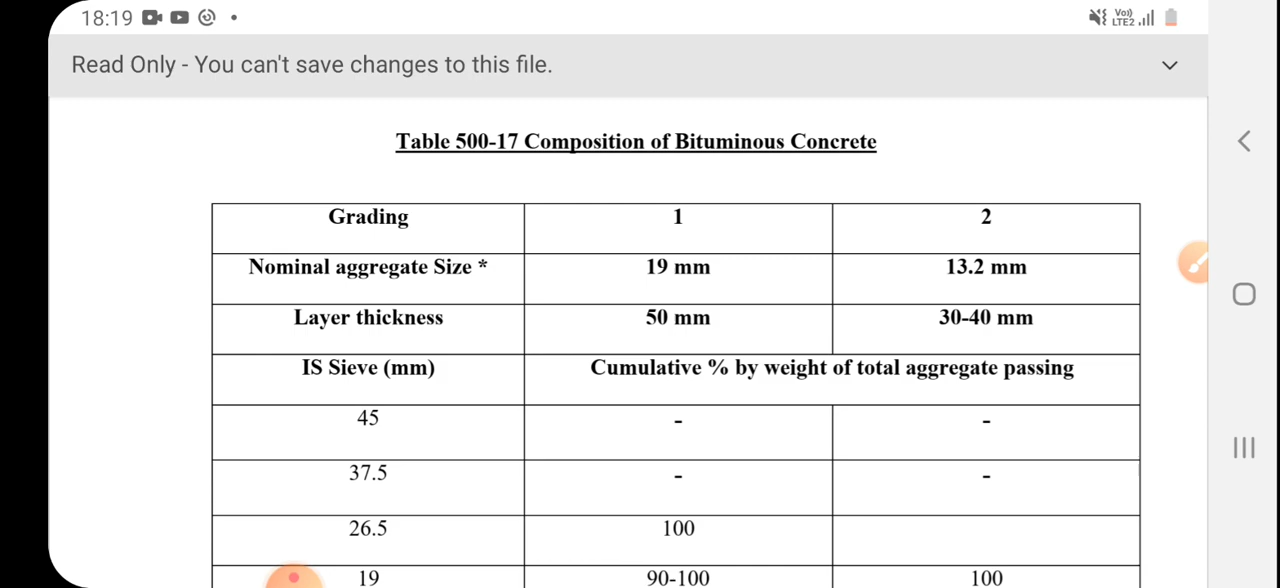 18:19
Vo))
LTE2
Read Only - You can't save changes to this file.
Table 500-17 Composition of Bituminous Concrete
Grading 1 2
Nominal aggregate Size * 19 mm 13.2 mm
Layer thickness 50 mm 30-40 mm
IS Sieve (mm) Cumulative % by weight of total aggregate passing
45 - -
37.5 - -
26.5 100
19 90-100 100